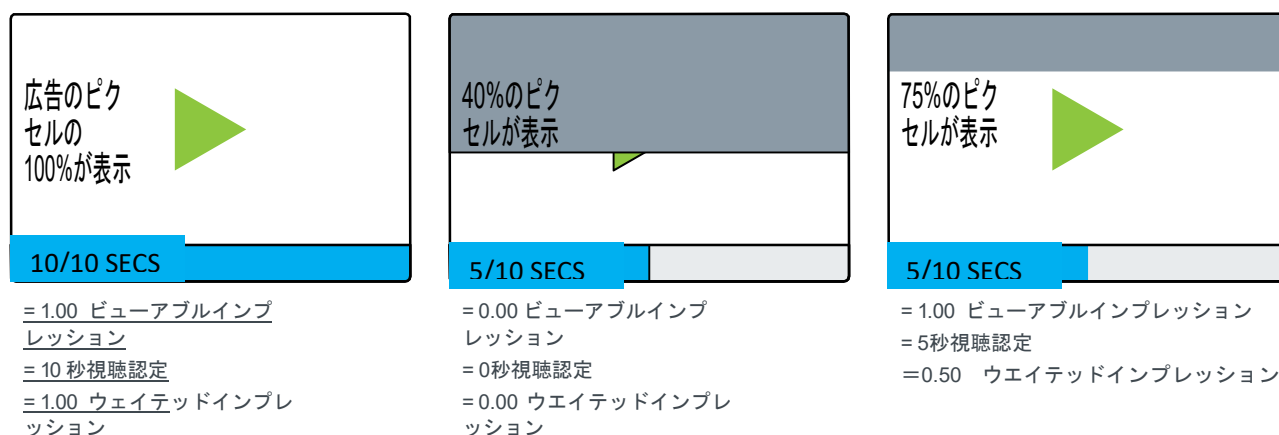 広告のピク
セルの
100%が表示
10/10 SECS
= 1.00 ビューアブルインプ
レッション
= 10 秒視聴認定
= 1.00 ウェイテッドインプレ
ッション
40%のピク
セルが表示
5/10 SECS
= 0.00 ビューアブルインプ
レッション
= 0秒視聴認定
= 0.00 ウエイテッドインプレ
ッション
75%のピク
セルが表示
5/10 SECS
= 1.00 ビューアブルインプレッション
= 5秒視聴認定
＝0.50　ウエイテッドインプレッション